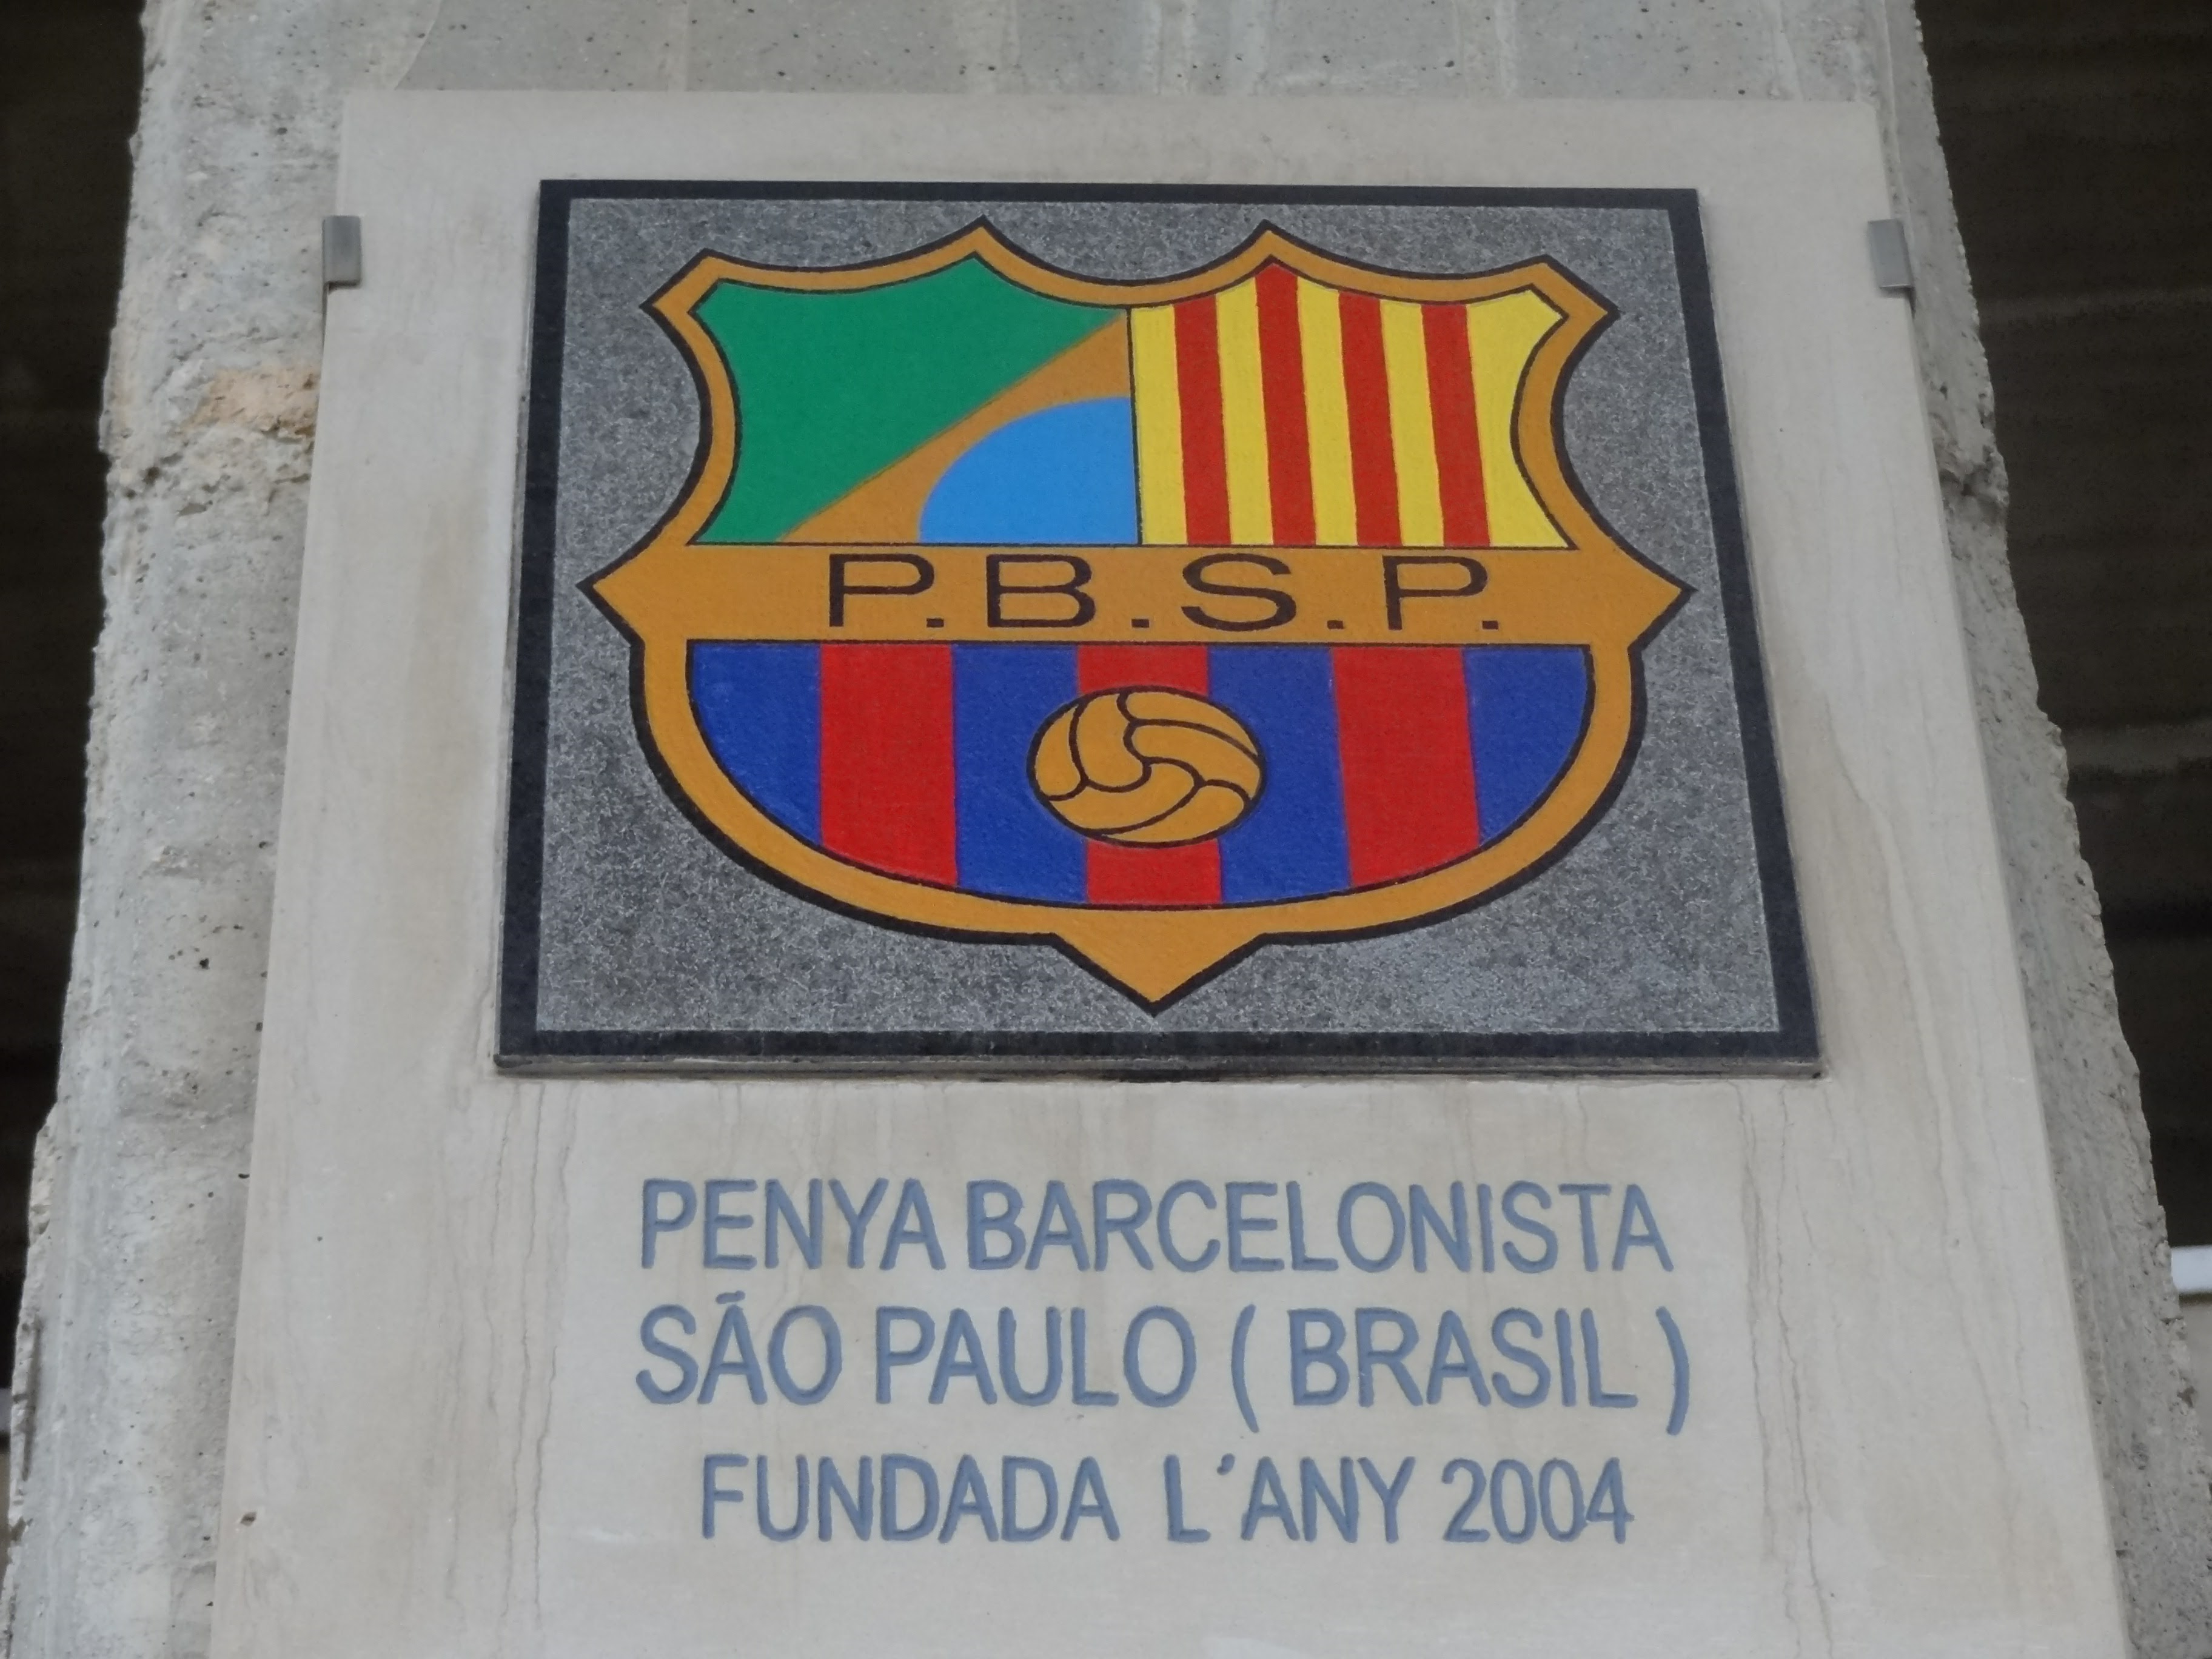 P.B.S.P.
PENYA BARCELONISTA
SÃO PAULO ( BRASIL )
FUNDADA L'ANY 2004